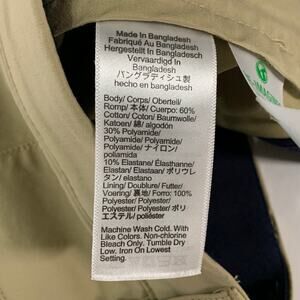 Made In Bangladesh
Fabriqué Au Bangladesh
Hergestellt In Bangladesch
Vervaardigd In
Bangladesh
バングラディシュ製
hecho en bangladesh
Body/ Corps/ Oberteil/
Romp/ 本体/ cuerpo: 60%
Cotton/ Coton/ Baumwolle/
Katoen/ 綿/ algodón
30% Polyamide/
Polyamide/ Polyamid/
Polyamide/ ナイロン/
poliamida
10% Elastane/ Élasthanne/
Elastan/ Elastaan/ ポリウレ
タン/ elastano
Lining/ Doublure/ Futter/
Voering/ 裏地/ Forro: 100%
Polyester/ Polyester/
Polyester/ Polyester/ ポリ
エステル/ poliéster
Machine Wash Cold. With
Like Colors. Non-chlorine
Bleach Only. Tumble Dry
Low. Iron On Lowest
Setting.